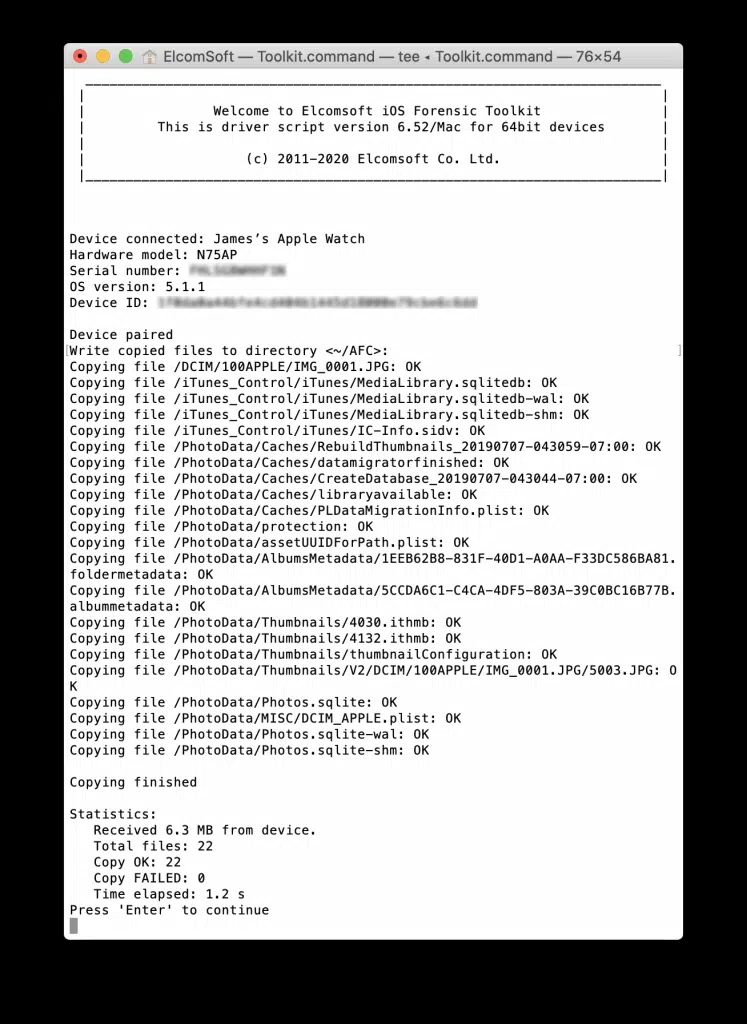 ElcomSoft — Toolkit.command — tee ◂ Toolkit.command — 76×54
Welcome to Elcomsoft iOS Forensic Toolkit
This is driver script version 6.52/Mac for 64bit devices
(c) 2011-2020 Elcomsoft Co. Ltd.
Device connected: James’s Apple Watch
Hardware model: N75AP
Serial number:
OS version: 5.1.1
Device ID:
Device paired
[Write copied files to directory <~/AFC>: ]
Copying file /DCIM/100APPLE/IMG_0001.JPG: OK
Copying file /iTunes_Control/iTunes/MediaLibrary.sqlitedb: OK
Copying file /iTunes_Control/iTunes/MediaLibrary.sqlitedb-wal: OK
Copying file /iTunes_Control/iTunes/MediaLibrary.sqlitedb-shm: OK
Copying file /iTunes_Control/iTunes/IC-Info.sidv: OK
Copying file /PhotoData/Caches/RebuildThumbnails_20190707-043059-07:00: OK
Copying file /PhotoData/Caches/datamigratorfinished: OK
Copying file /PhotoData/Caches/CreateDatabase_20190707-043044-07:00: OK
Copying file /PhotoData/Caches/libraryavailable: OK
Copying file /PhotoData/Caches/PLDataMigrationInfo.plist: OK
Copying file /PhotoData/protection: OK
Copying file /PhotoData/assetUUIDForPath.plist: OK
Copying file /PhotoData/AlbumsMetadata/1EEB62B8-831F-40D1-A0AA-F33DC586BA81.
foldermetadata: OK
Copying file /PhotoData/AlbumsMetadata/5CCDA6C1-C4CA-4DF5-803A-39C0BC16B77B.
albummetadata: OK
Copying file /PhotoData/Thumbnails/4030.ithmb: OK
Copying file /PhotoData/Thumbnails/4132.ithmb: OK
Copying file /PhotoData/Thumbnails/thumbnailConfiguration: OK
Copying file /PhotoData/Thumbnails/V2/DCIM/100APPLE/IMG_0001.JPG/5003.JPG: O
K
Copying file /PhotoData/Photos.sqlite: OK
Copying file /PhotoData/MISC/DCIM_APPLE.plist: OK
Copying file /PhotoData/Photos.sqlite-wal: OK
Copying file /PhotoData/Photos.sqlite-shm: OK
Copying finished
Statistics:
Received 6.3 MB from device.
Total files: 22
Copy OK: 22
Copy FAILED: 0
Time elapsed: 1.2 s
Press 'Enter' to continue